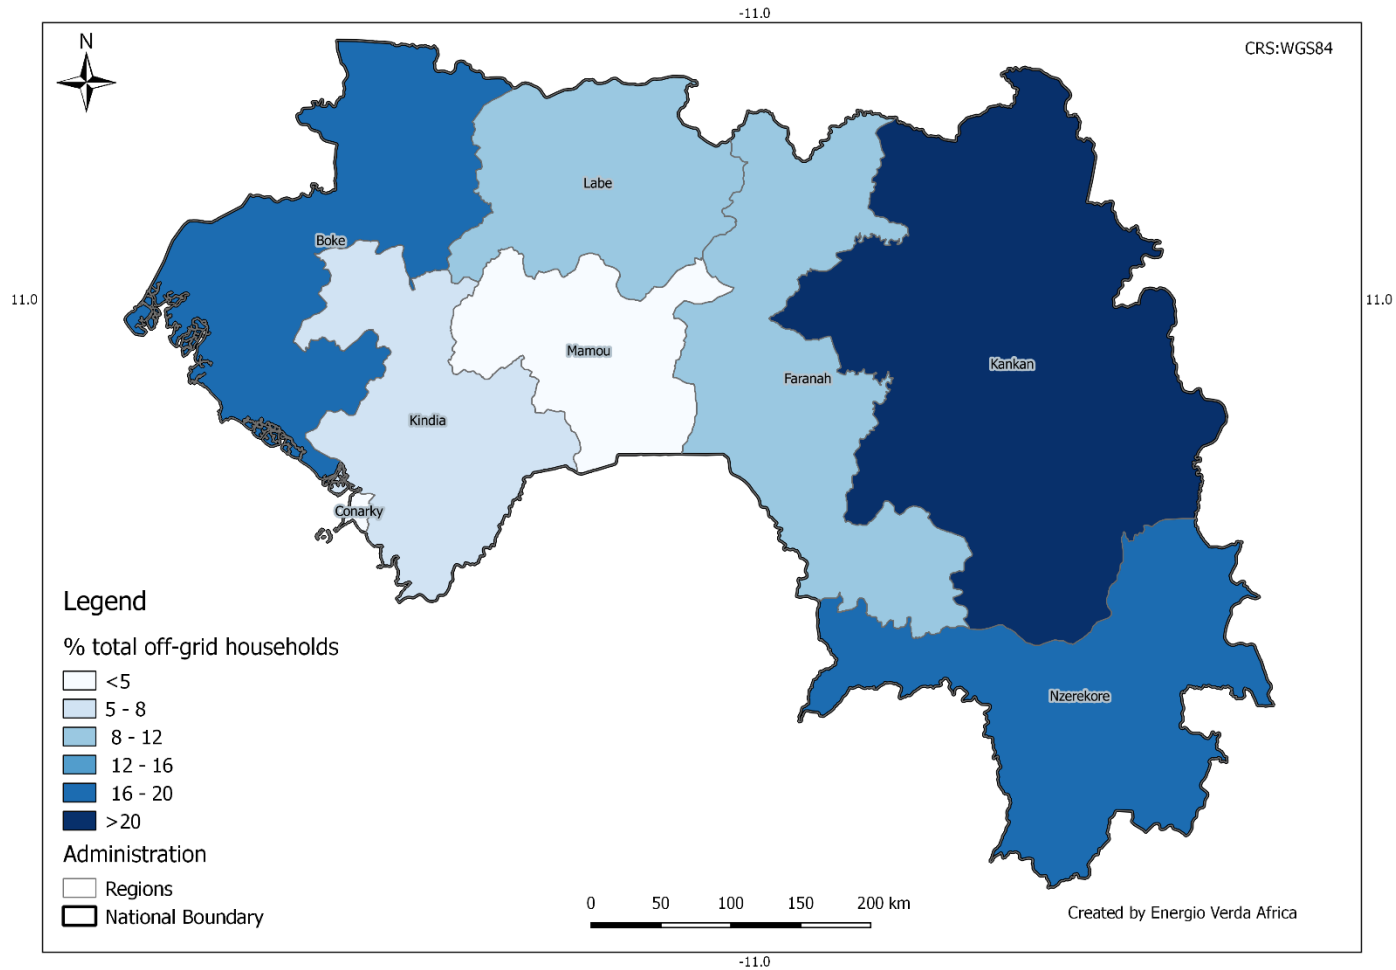 -11.0
N
CRS:WGS84
Labe
Boke
11.0
11.0
Mamou
Kankan
Faranah
Kindia
Conarky
Nzerekore
Legend
% total off-grid households
<5
5 - 8
8 - 12
12 - 16
16 - 20
>20
Administration
Regions
National Boundary
0 50 100 150 200 km
Created by Energio Verda Africa
-11.0